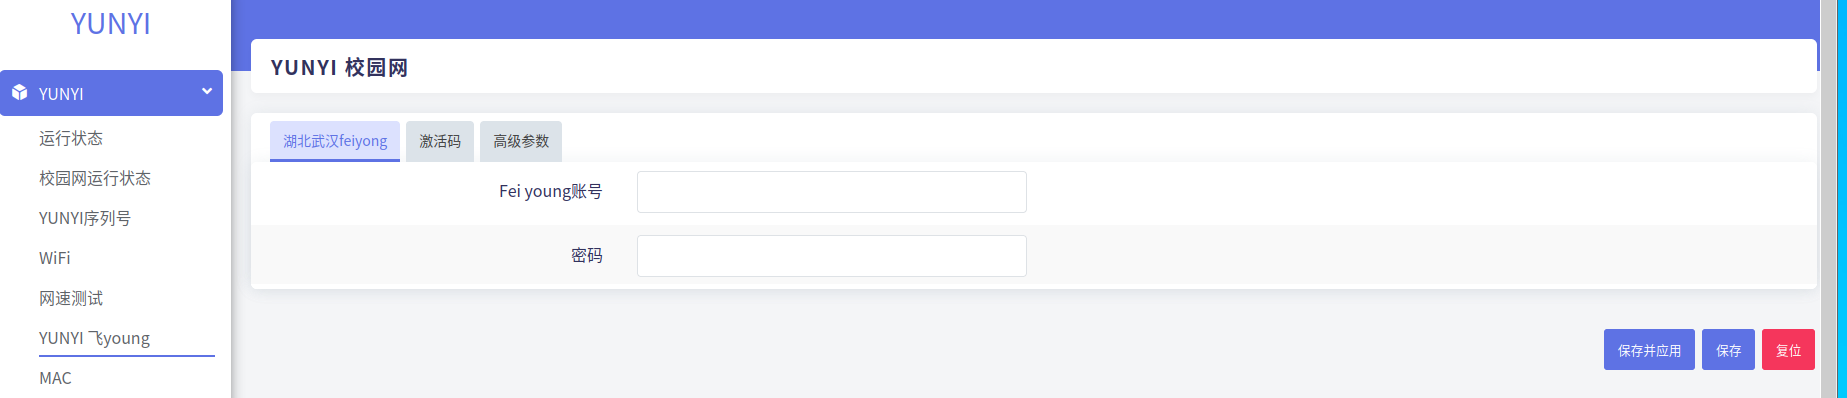 YUNYI
YUNYI
运行状态
校园网运行状态
YUNYI序列号
WiFi
网速测试
YUNYI 飞young
MAC
YUNYI 校园网
湖北武汉feiyong 激活码 高级参数
Fei young账号
密码
保存并应用 保存 复位